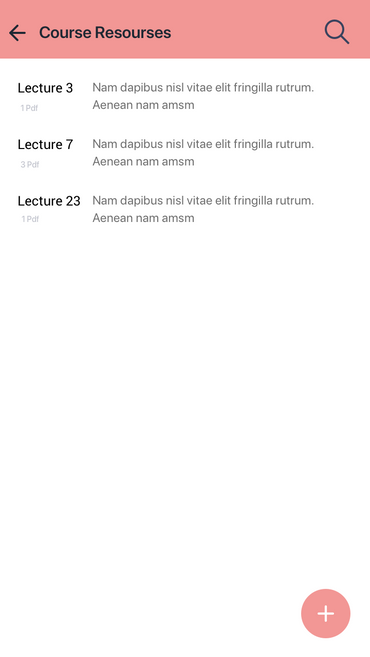 Course Resourses
Lecture 3
Nam dapibus nisl vitae elit fringilla rutrum.
Aenean nam amsm
1 Pdf
Lecture 7
Nam dapibus nisl vitae elit fringilla rutrum.
Aenean nam amsm
3 Pdf
Lecture 23
Nam dapibus nisl vitae elit fringilla rutrum.
Aenean nam amsm
1 Pdf